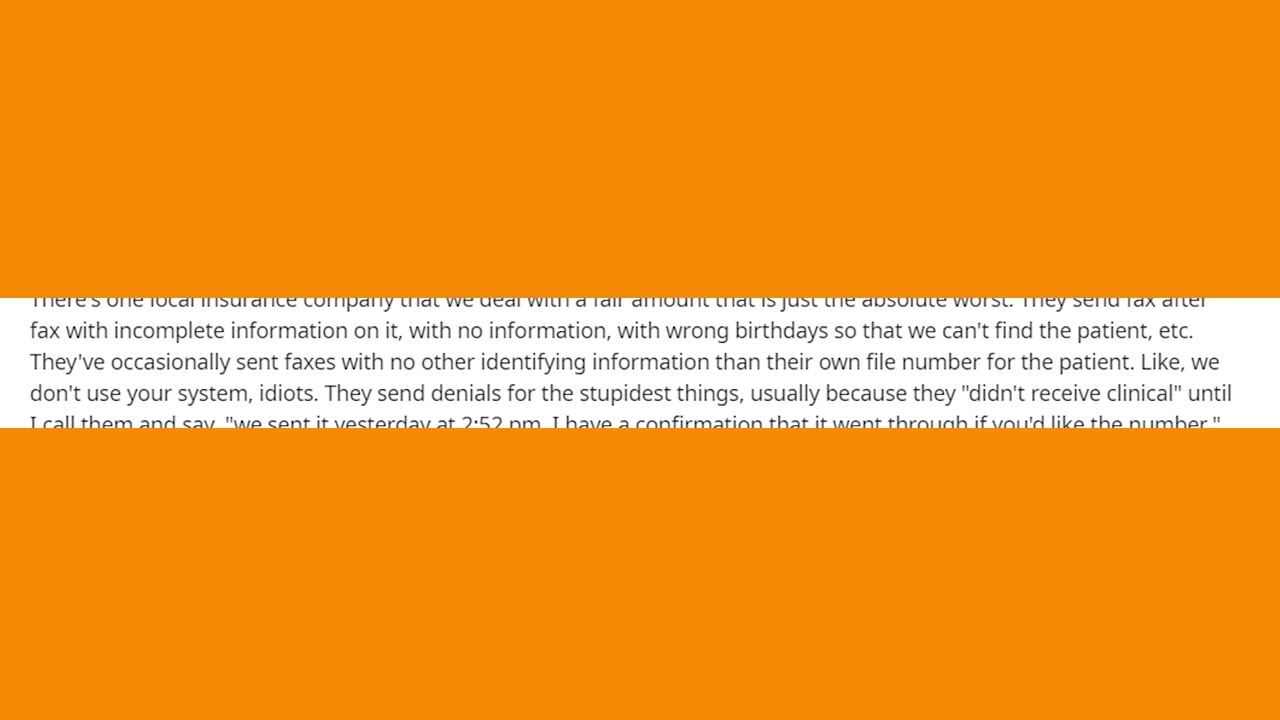 There's one local insurance company that we deal with a fair amount that is just the absolute worst. They send fax after
fax with incomplete information on it, with no information, with wrong birthdays so that we can't find the patient, etc.
They've occasionally sent faxes with no other identifying information than their own file number for the patient. Like, we
don't use your system, idiots. They send denials for the stupidest things, usually because they "didn't receive clinical" until
I call them and say, "we sent it yesterday at 2:52 pm. I have a confirmation that it went through if you'd like the number."